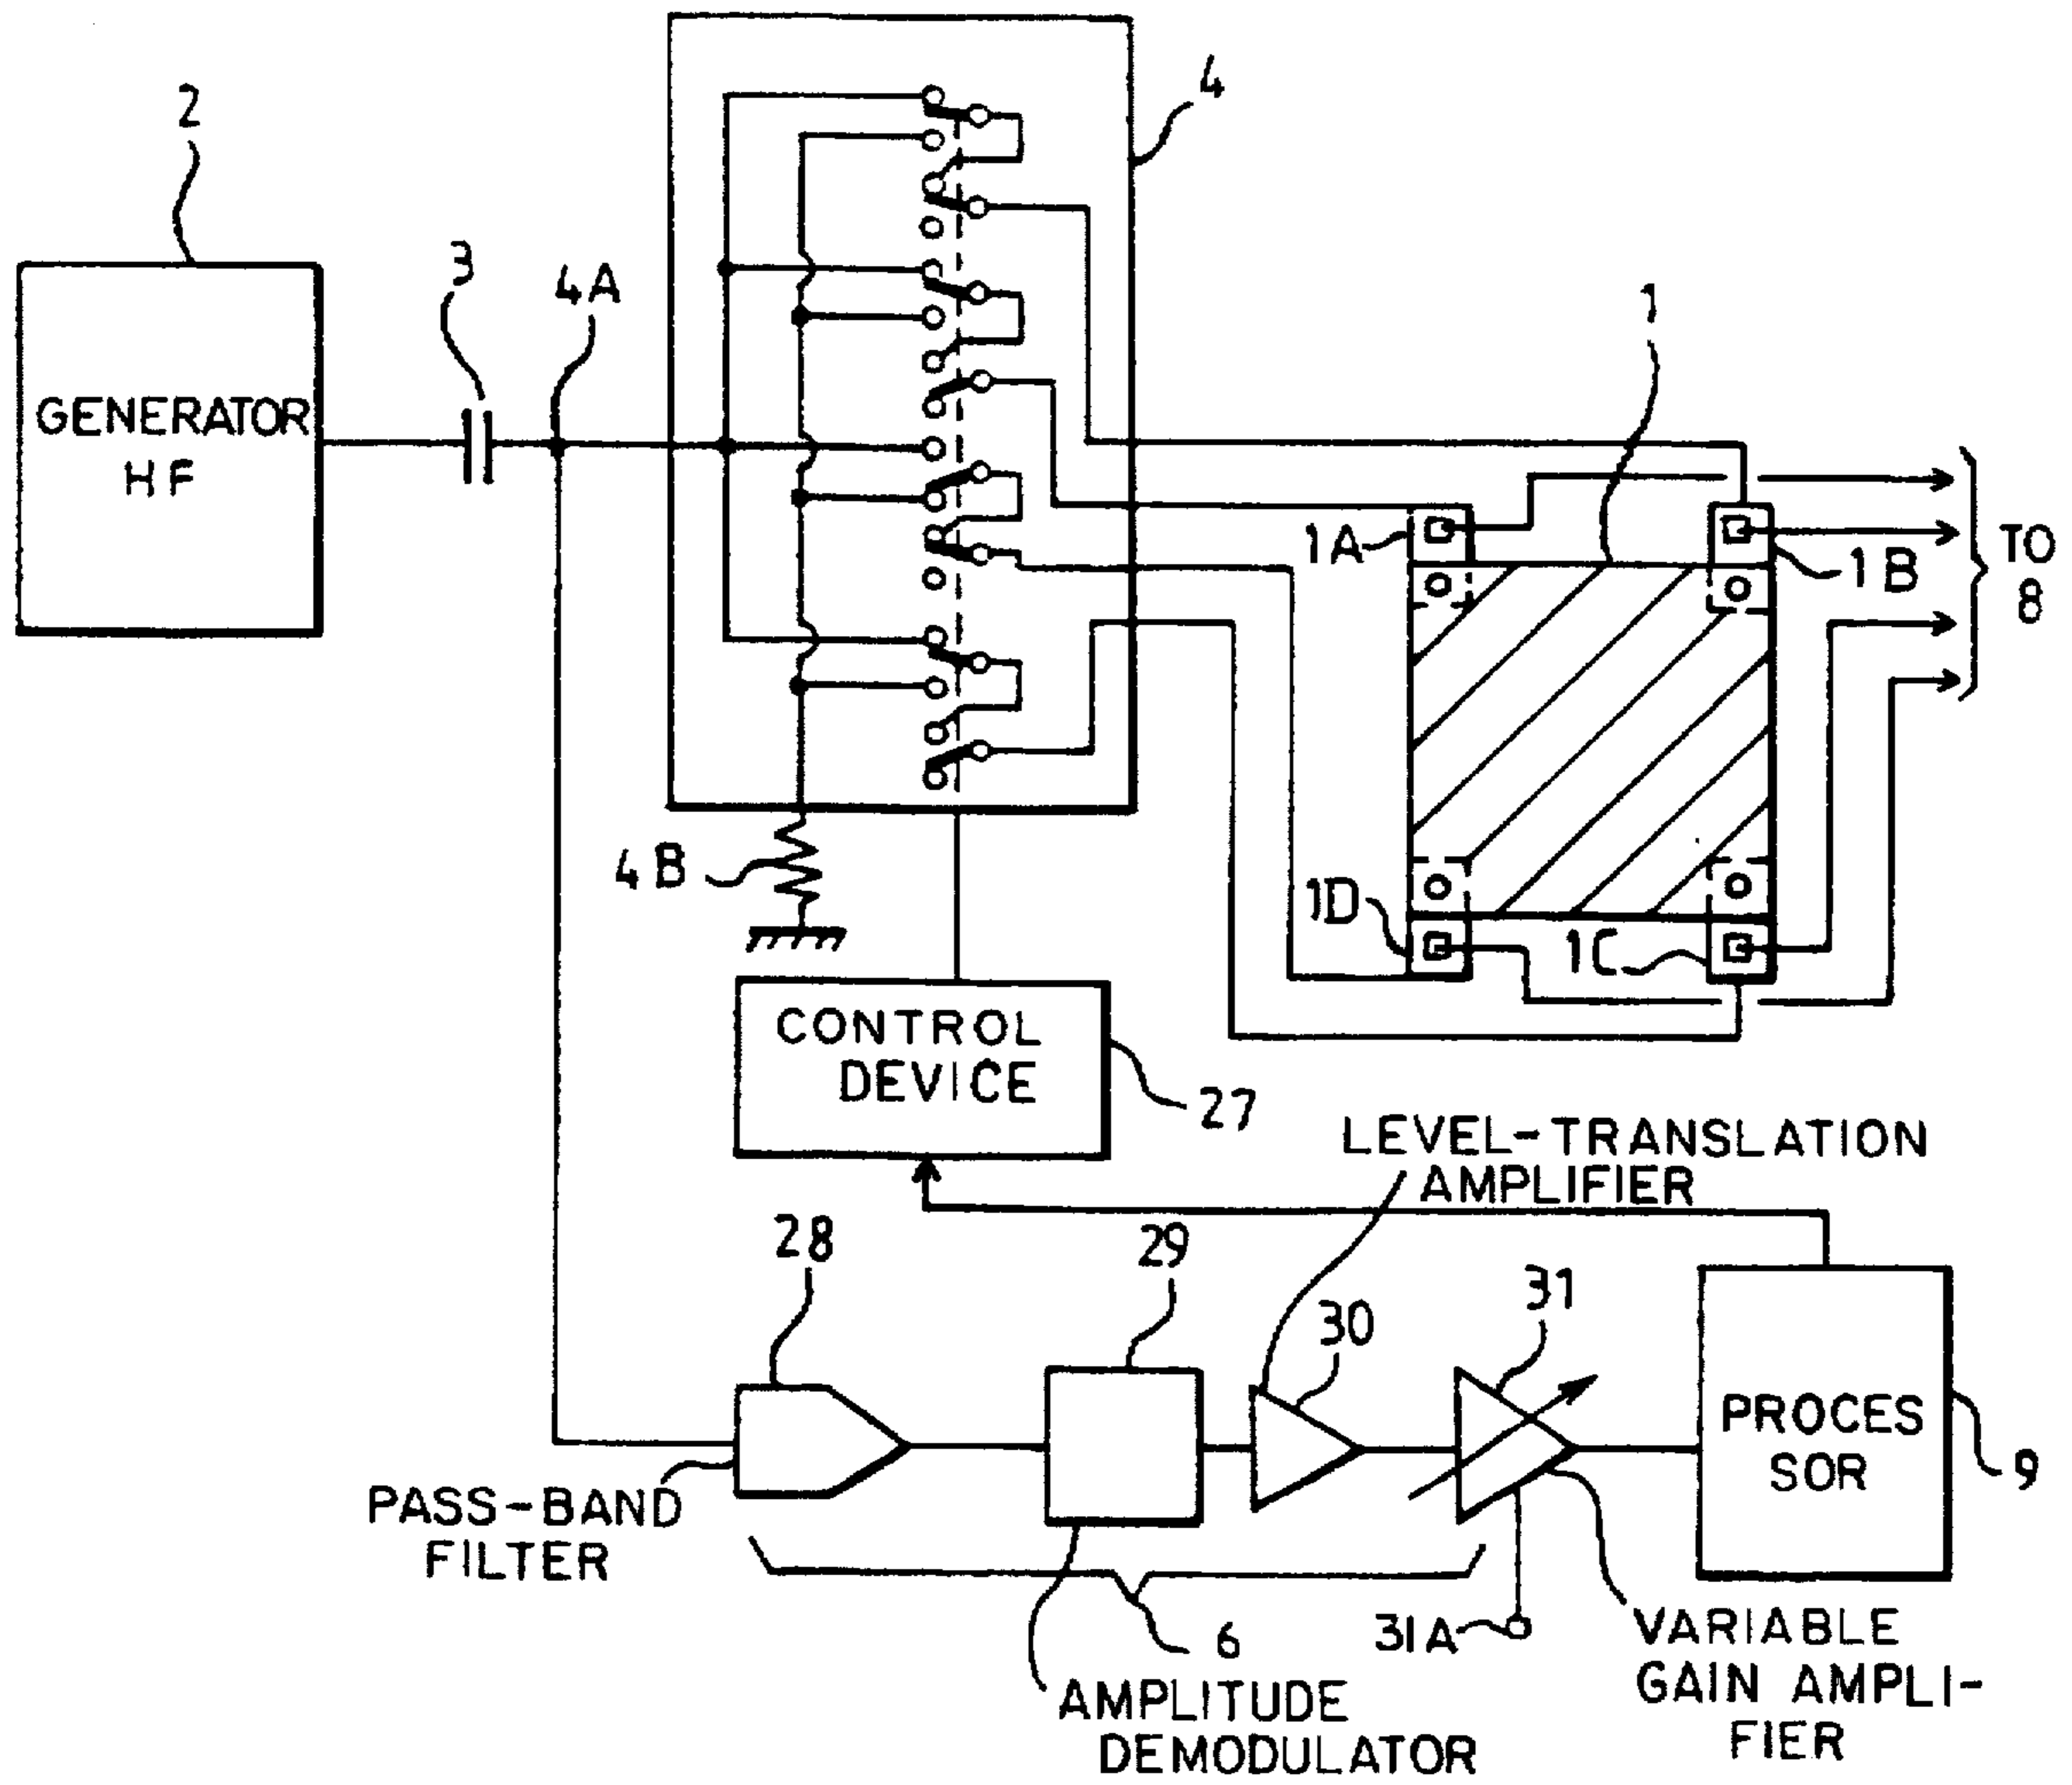 2
4
3
4A
GENERATOR
HF
1
1A
1B
TO
8
4B
1D
1C
CONTROL
DEVICE
27
LEVEL-TRANSLATION
AMPLIFIER
28
29
30
31
PROCES
SOR
9
PASS-BAND
FILTER
6
31A
VARIABLE
GAIN AMPLI-
FIER
AMPLITUDE
DEMODULATOR